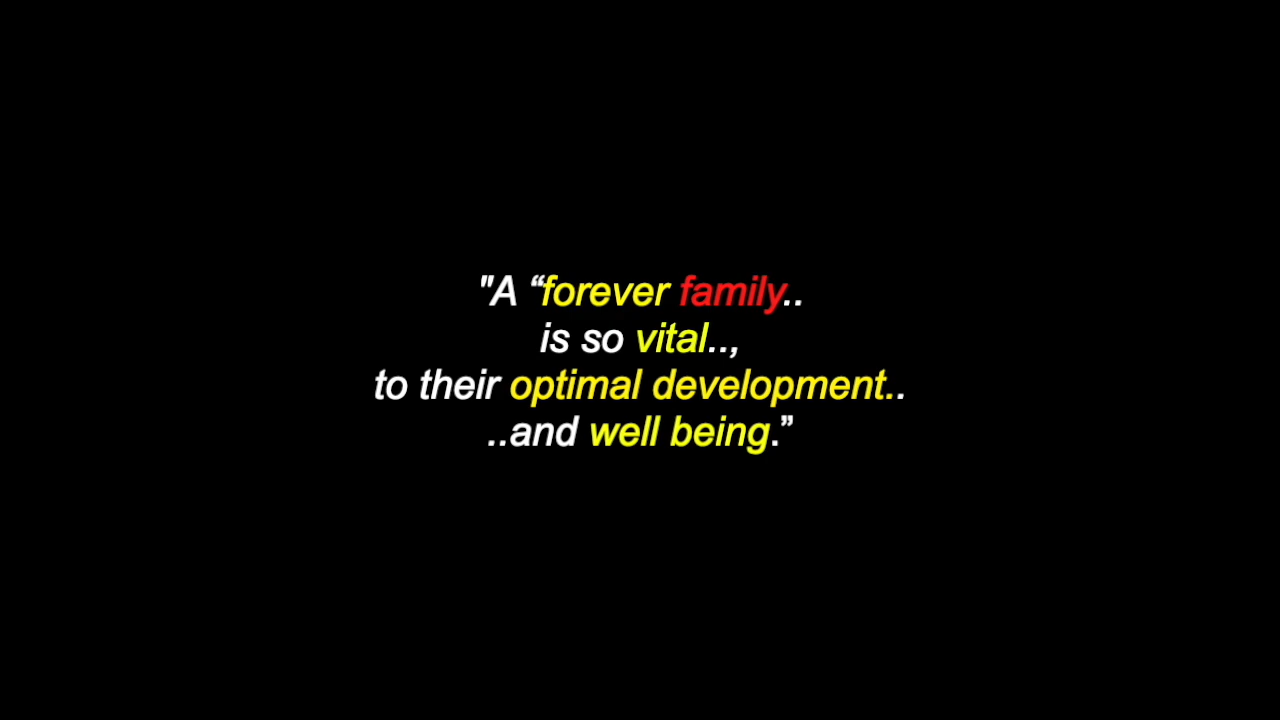 "A “forever family..
is so vital..,
to their optimal development..
..and well being.”